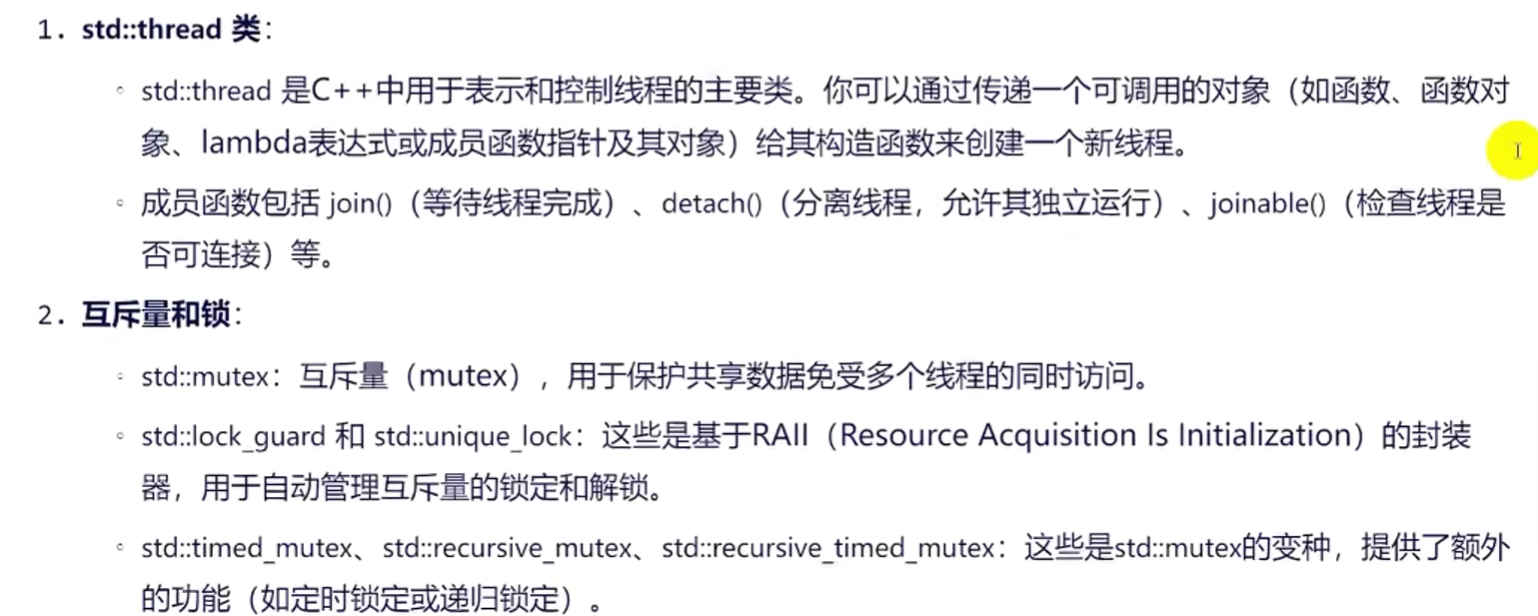 1. std::thread 类：
◦ std::thread 是C++中用于表示和控制线程的主要类。你可以通过传递一个可调用的对象（如函数、函数对
象、lambda表达式或成员函数指针及其对象）给其构造函数来创建一个新线程。
◦ 成员函数包括 join()（等待线程完成）、detach()（分离线程，允许其独立运行）、joinable()（检查线程是
否可连接）等。
2. 互斥量和锁：
◦ std::mutex：互斥量（mutex），用于保护共享数据免受多个线程的同时访问。
◦ std::lock_guard 和 std::unique_lock：这些是基于RAII（Resource Acquisition Is Initialization）的封装
器，用于自动管理互斥量的锁定和解锁。
◦ std::timed_mutex、std::recursive_mutex、std::recursive_timed_mutex：这些是std::mutex的变种，提供了额外
的功能（如定时锁定或递归锁定）。